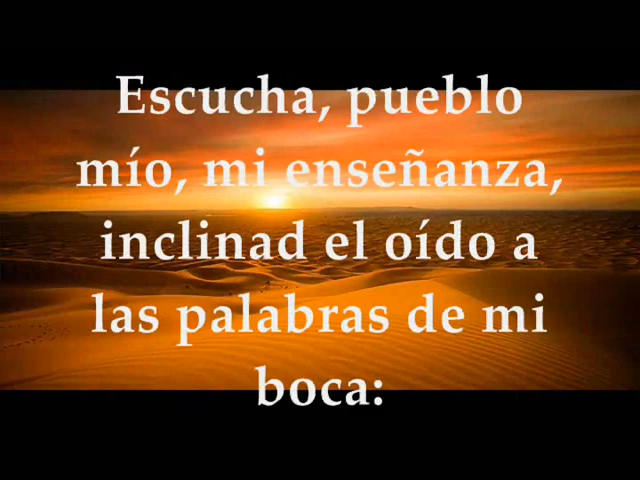 Escucha, pueblo
mío, mi enseñanza,
inclinad el oído a
las palabras de mi
boca: